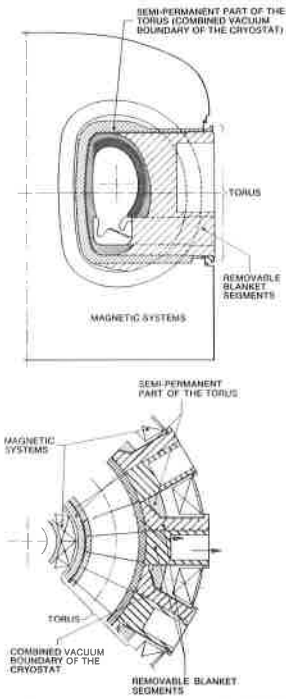 SEMI-PERMANENT PART OF THE
TORUS (COMBINED VACUUM
BOUNDARY OF THE CRYOSTAT)
TORUS
REMOVABLE
BLANKET
SEGMENTS
MAGNETIC SYSTEMS
SEMI-PERMANENT
PART OF THE TORUS
MAGNETIC
SYSTEMS
TORUS
COMBINED VACUUM
BOUNDARY OF THE
CRYOSTAT
REMOVABLE BLANKET
SEGMENTS